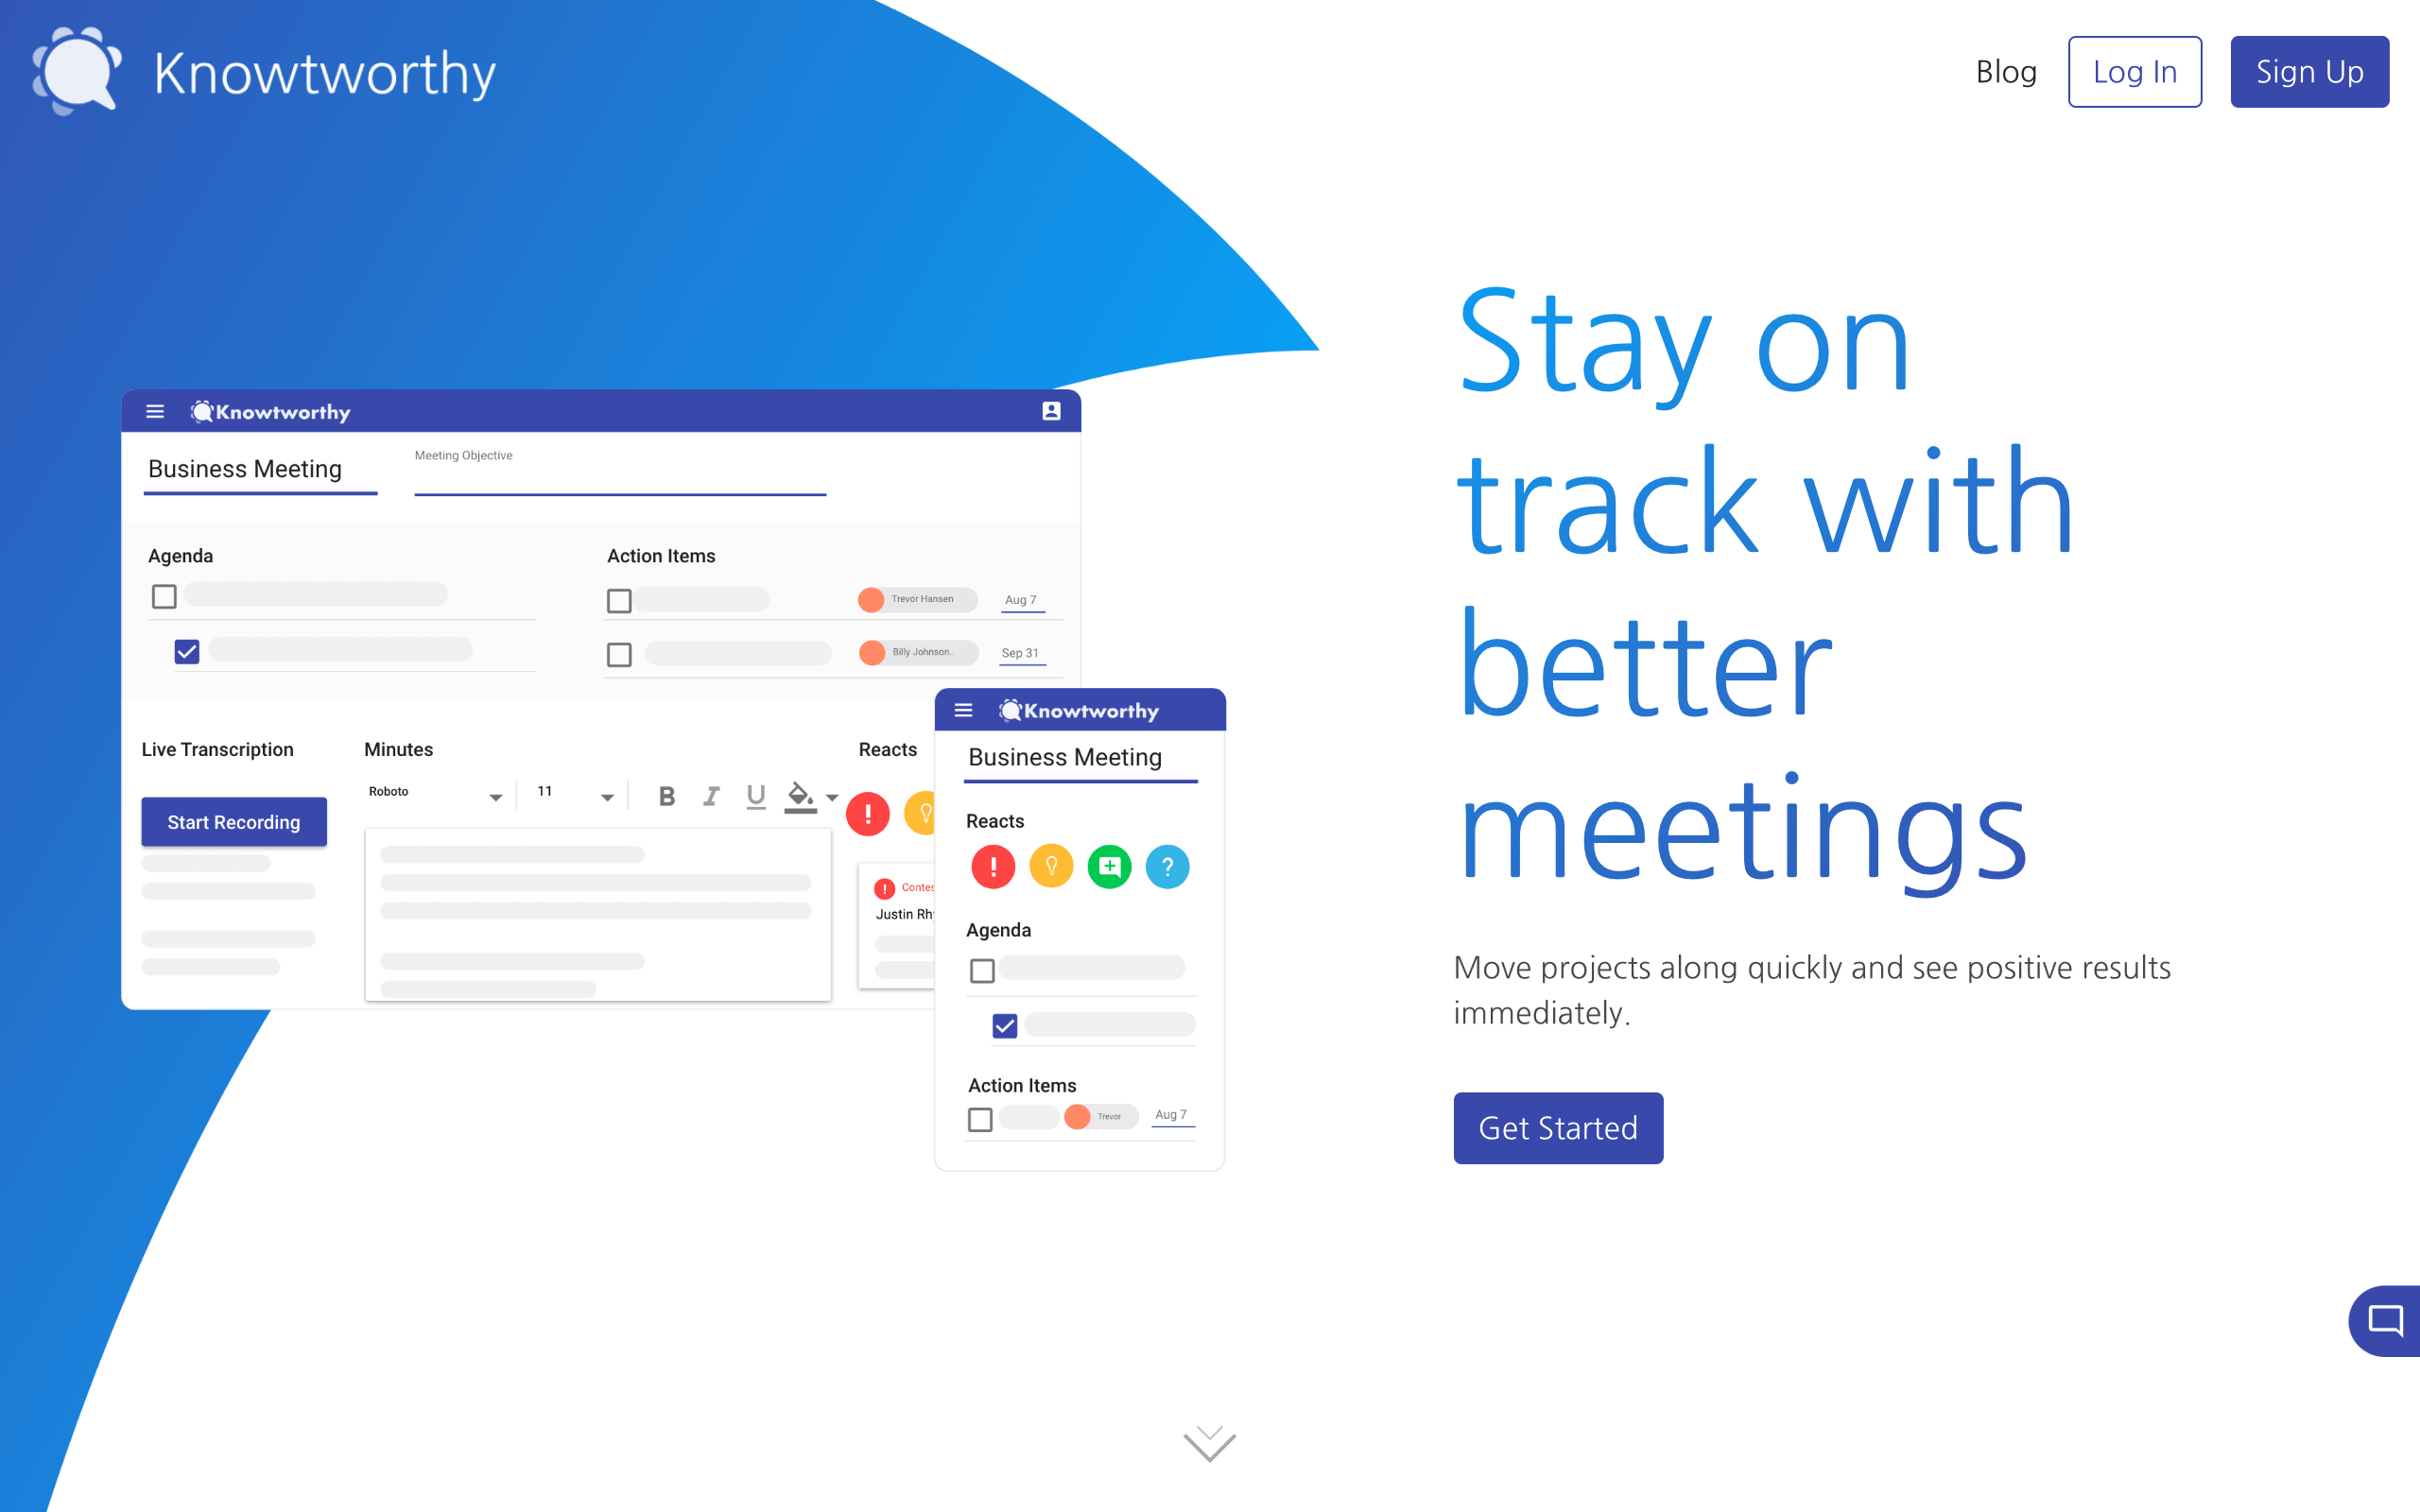 Knowtworthy
Blog
Log In
Sign Up
Stay on
track with
better
meetings
Move projects along quickly and see positive results
immediately.
Get Started
Knowtworthy
Business Meeting
Meeting Objective
Agenda
Action Items
Trevor Hansen
Aug 7
Billy Johnson..
Sep 31
Live Transcription
Minutes
Reacts
Roboto
11
B I U
Start Recording
Justin
Knowtworthy
Business Meeting
Reacts
Agenda
Action Items
Trevor
Aug 7